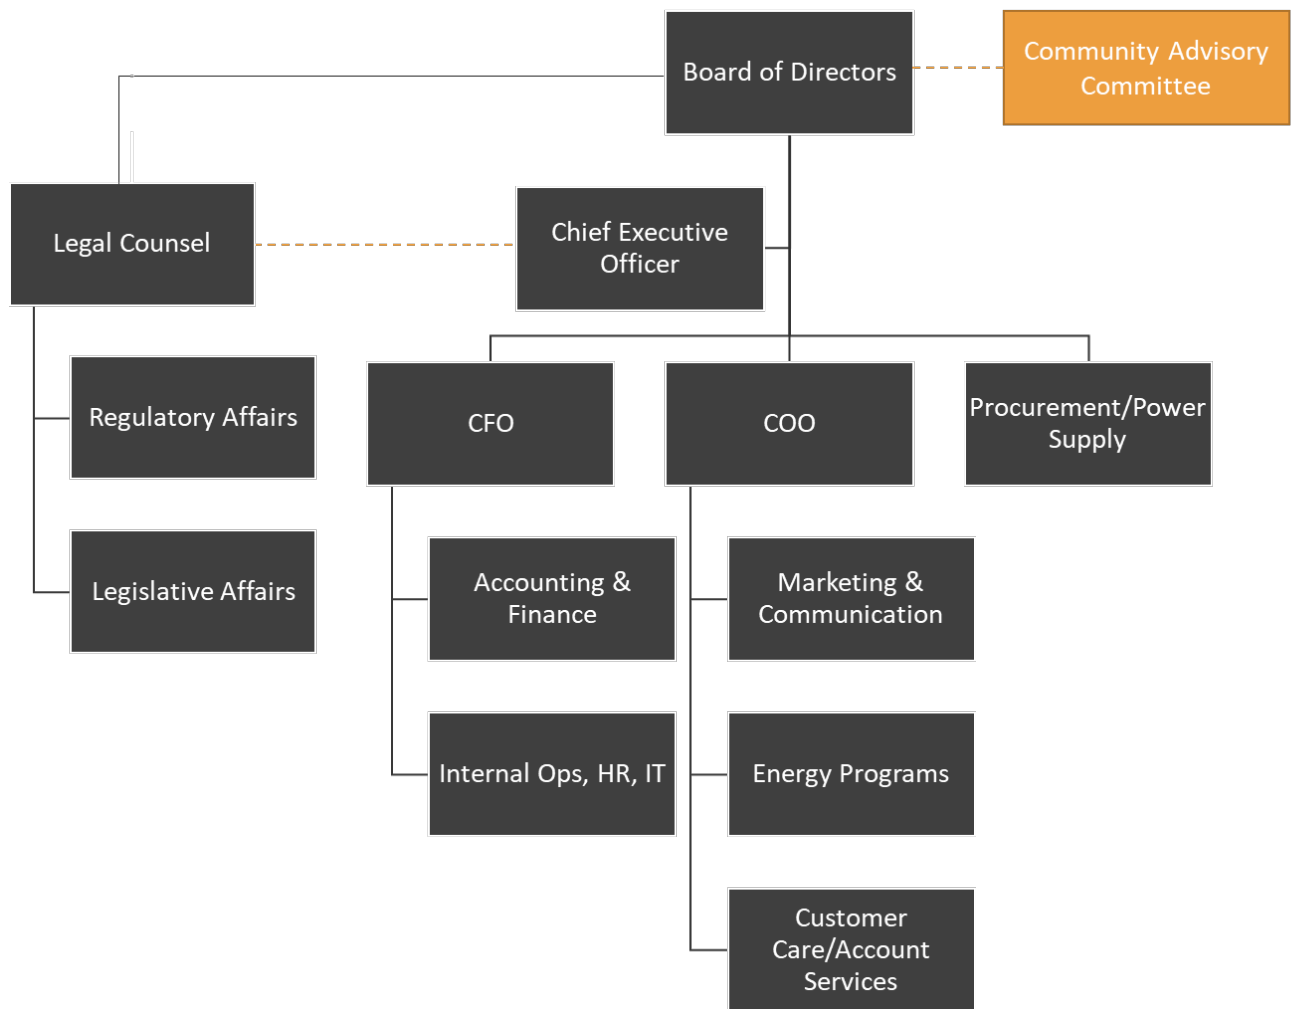 Board of Directors
Community Advisory
Committee
Legal Counsel
Chief Executive
Officer
Regulatory Affairs
CFO
COO
Procurement/Power
Supply
Legislative Affairs
Accounting &
Finance
Marketing &
Communication
Internal Ops, HR, IT
Energy Programs
Customer
Care/Account
Services